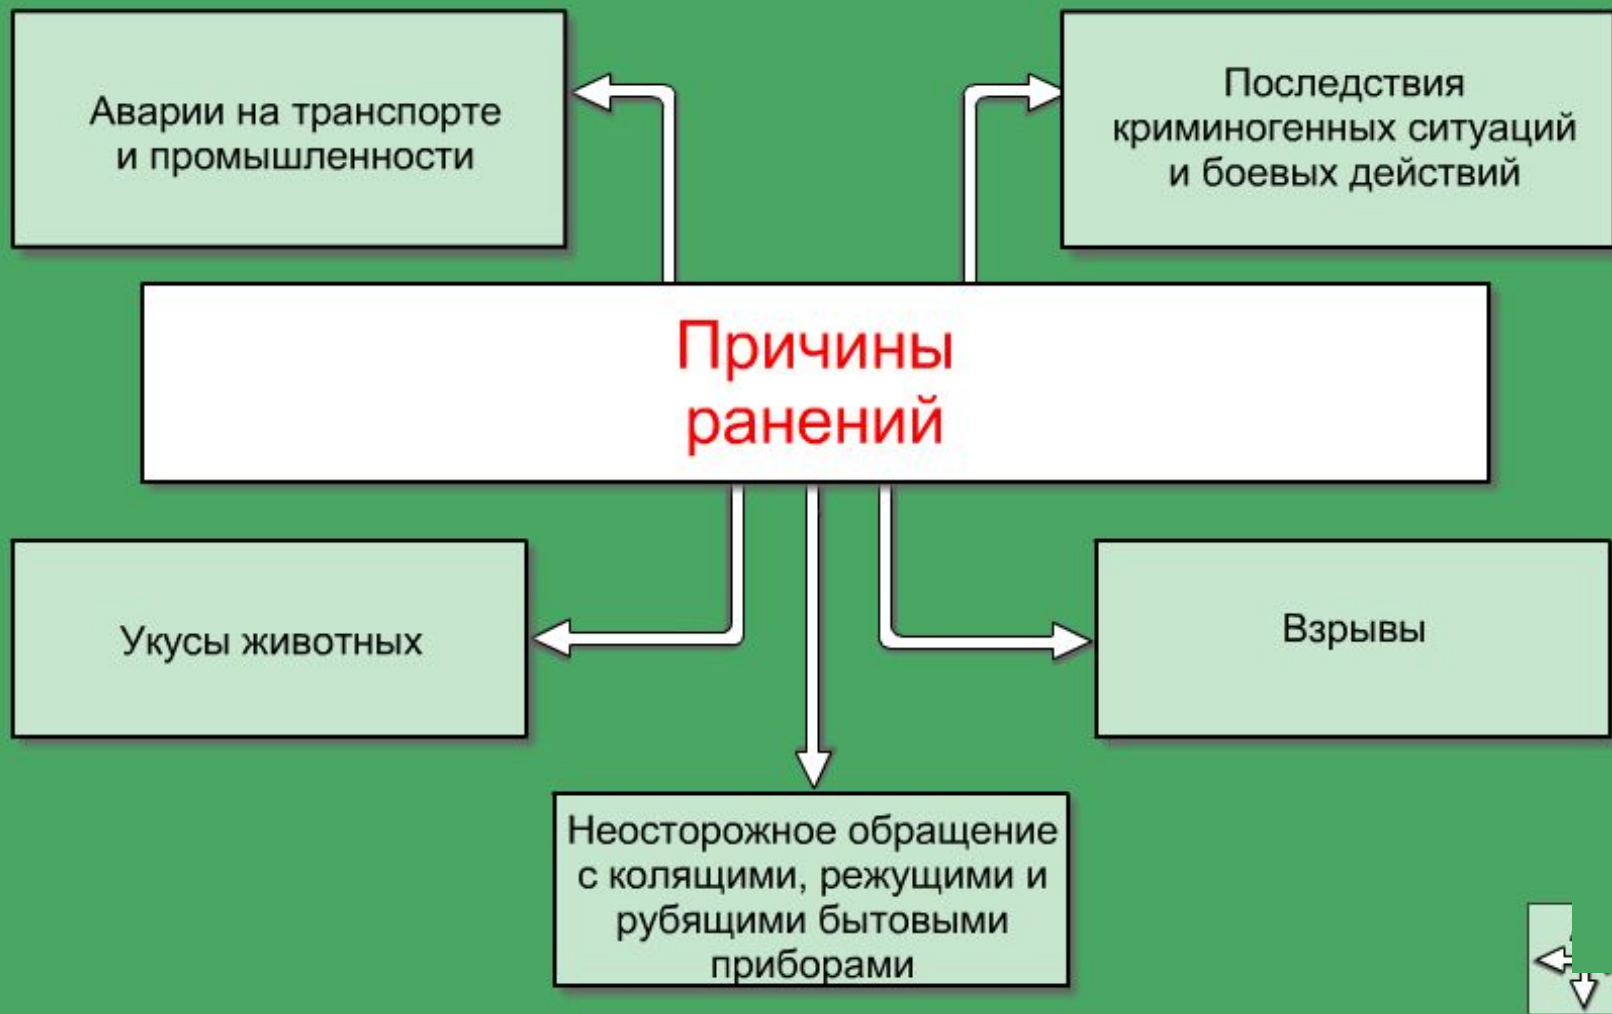 Аварии на транспорте
и промышленности
Последствия
криминогенных ситуаций
и боевых действий
Причины
ранений
Укусы животных
Взрывы
Неосторожное обращение
с колящими, режущими и
рубящими бытовыми
приборами